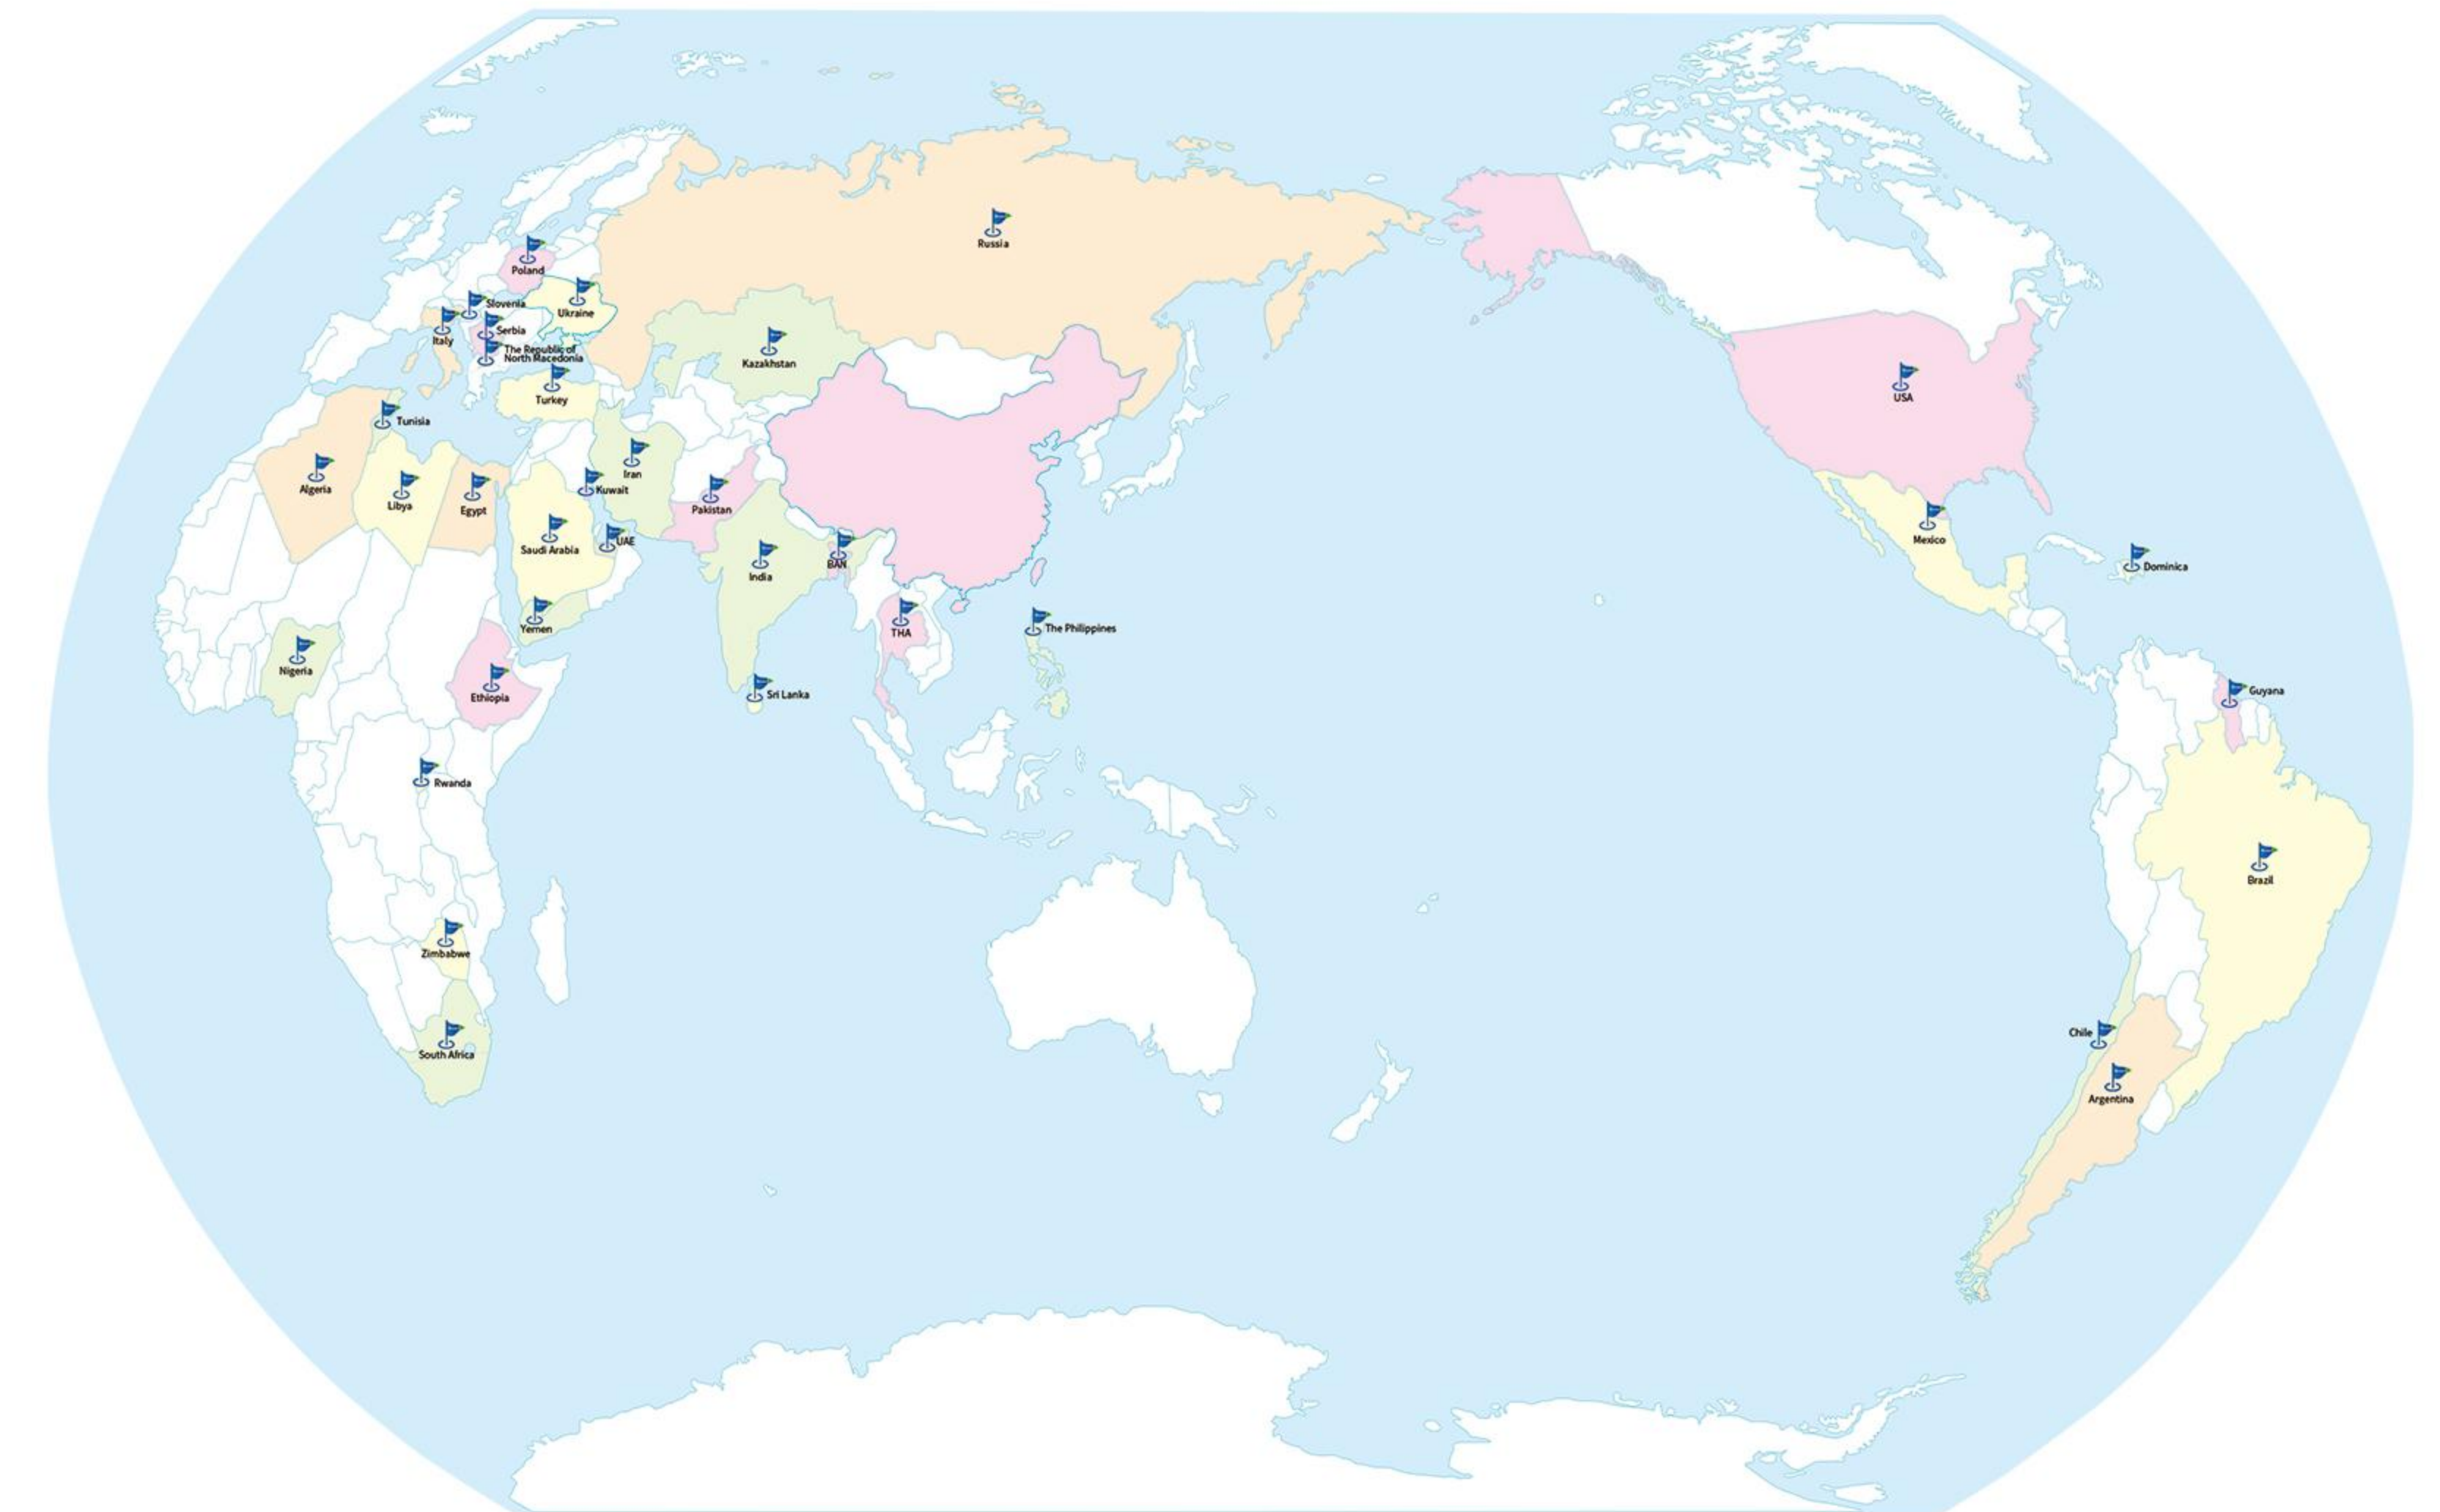 Russia
Poland
Slovenia
Ukraine
Serbia
Italy
The Republic of
North Macedonia
Kazakhstan
Turkey
USA
Tunisia
Iran
Algeria
Kuwait
Libya
Egypt
Pakistan
Saudi Arabia
UAE
Mexico
BAN
Dominica
India
Yemen
THA
The Philippines
Nigeria
Ethiopia
Sri Lanka
Guyana
Rwanda
Brazil
Zimbabwe
Chile
South Africa
Argentina